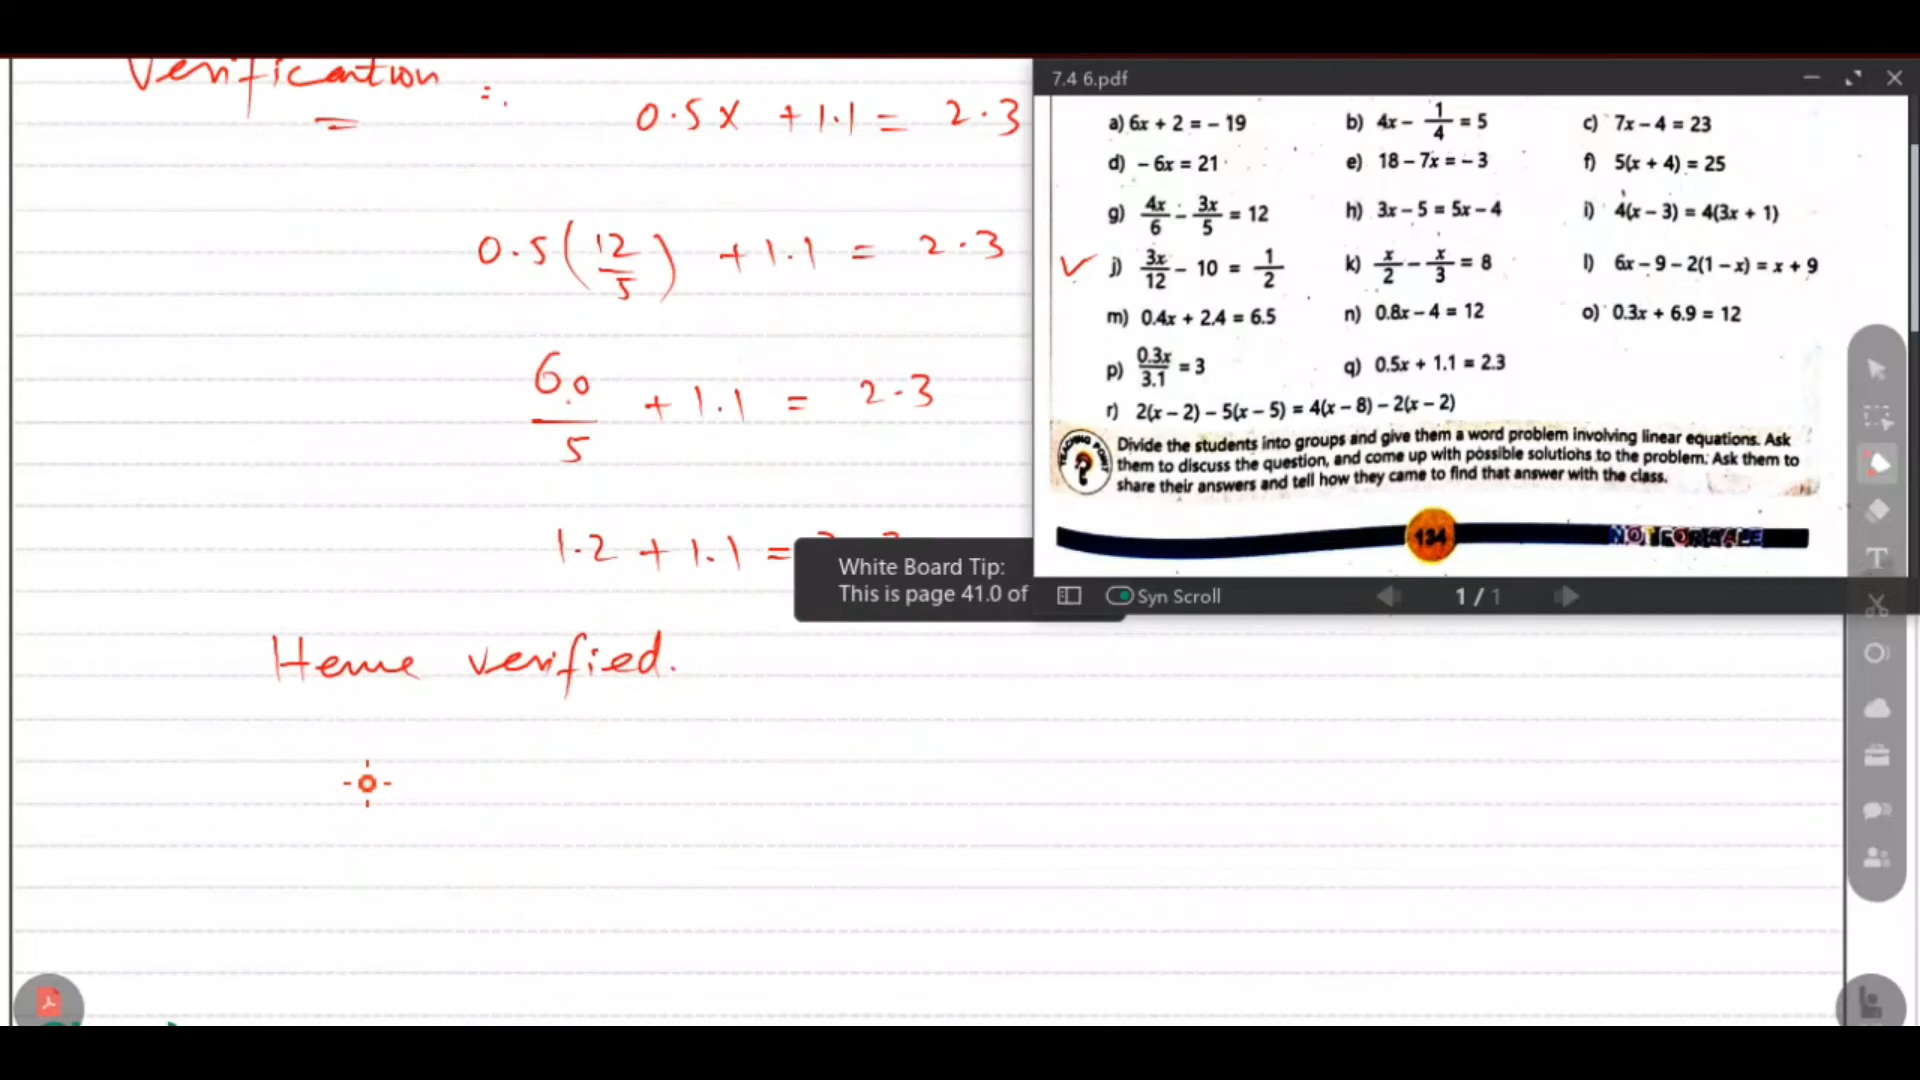 Verification :.
0.5x + 1.1 = 2.3
0.5(12/5) + 1.1 = 2.3
6.0/5 + 1.1 = 2.3
1.2 + 1.1 =
Hence verified.
7.4 6.pdf
a) 6x + 2 = – 19 b) 4x – 1/4 = 5 c) 7x – 4 = 23
d) – 6x = 21 e) 18 – 7x = – 3 f) 5(x + 4) = 25
g) 4x/6 – 3x/5 = 12 h) 3x – 5 = 5x – 4 i) 4(x – 3) = 4(3x + 1)
j) 3x/12 – 10 = 1/2 k) x/2 – x/3 = 8 l) 6x – 9 – 2(1 – x) = x + 9
m) 0.4x + 2.4 = 6.5 n) 0.8x – 4 = 12 o) 0.3x + 6.9 = 12
p) 0.3x/3.1 = 3 q) 0.5x + 1.1 = 2.3
r) 2(x – 2) – 5(x – 5) = 4(x – 8) – 2(x – 2)
TEACHING POINT
Divide the students into groups and give them a word problem involving linear equations. Ask
them to discuss the question, and come up with possible solutions to the problem. Ask them to
share their answers and tell how they came to find that answer with the class.
134
NOT FOR SALE
Syn Scroll
1 / 1
White Board Tip:
This is page 41.0 of
T